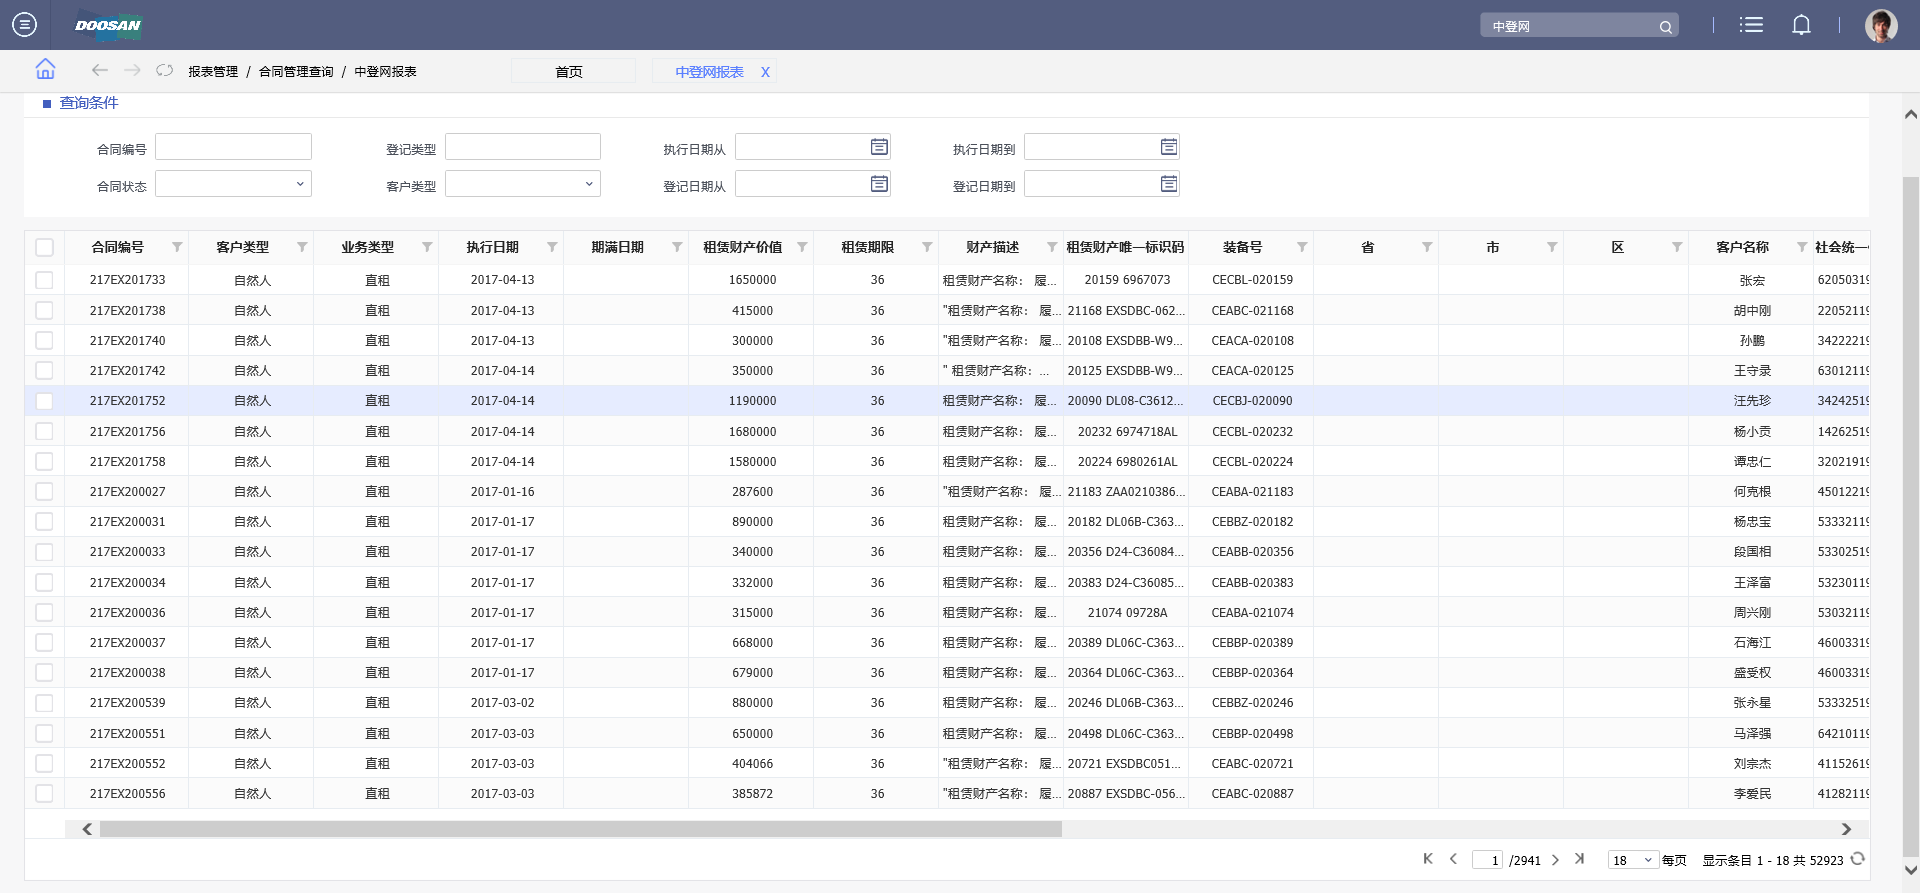 DOOSAN 中登网
报表管理 / 合同管理查询 / 中登网报表 首页 中登网报表 X
查询条件
合同编号 登记类型 执行日期从 执行日期到
合同状态 客户类型 登记日期从 登记日期到
合同编号 客户类型 业务类型 执行日期 期满日期 租赁财产价值 租赁期限 财产描述 租赁财产唯一标识码 装备号 省 市 区 客户名称 社会统一
217EX201733 自然人 直租 2017-04-13 1650000 36 租赁财产名称： 履... 20159 6967073 CECBL-020159 张宏 62050319
217EX201738 自然人 直租 2017-04-13 415000 36 "租赁财产名称： 履... 21168 EXSDBC-062... CEABC-021168 胡中刚 22052119
217EX201740 自然人 直租 2017-04-13 300000 36 "租赁财产名称： 履... 20108 EXSDBB-W9... CEACA-020108 孙鹏 34222219
217EX201742 自然人 直租 2017-04-14 350000 36 " 租赁财产名称： ... 20125 EXSDBB-W9... CEACA-020125 王守录 63012119
217EX201752 自然人 直租 2017-04-14 1190000 36 租赁财产名称： 履... 20090 DL08-C3612... CECBJ-020090 汪先珍 34242519
217EX201756 自然人 直租 2017-04-14 1680000 36 租赁财产名称： 履... 20232 6974718AL CECBL-020232 杨小贡 14262519
217EX201758 自然人 直租 2017-04-14 1580000 36 租赁财产名称： 履... 20224 6980261AL CECBL-020224 谭忠仁 32021919
217EX200027 自然人 直租 2017-01-16 287600 36 "租赁财产名称： 履... 21183 ZAA0210386... CEABA-021183 何克根 45012219
217EX200031 自然人 直租 2017-01-17 890000 36 租赁财产名称： 履... 20182 DL06B-C363... CEBBZ-020182 杨忠宝 53332119
217EX200033 自然人 直租 2017-01-17 340000 36 租赁财产名称： 履... 20356 D24-C36084... CEABB-020356 段国相 53302519
217EX200034 自然人 直租 2017-01-17 332000 36 租赁财产名称： 履... 20383 D24-C36085... CEABB-020383 王泽富 53230119
217EX200036 自然人 直租 2017-01-17 315000 36 租赁财产名称： 履... 21074 09728A CEABA-021074 周兴刚 53032119
217EX200037 自然人 直租 2017-01-17 668000 36 租赁财产名称： 履... 20389 DL06C-C363... CEBBP-020389 石海江 46003319
217EX200038 自然人 直租 2017-01-17 679000 36 租赁财产名称： 履... 20364 DL06C-C363... CEBBP-020364 盛受权 46003319
217EX200539 自然人 直租 2017-03-02 880000 36 租赁财产名称： 履... 20246 DL06B-C363... CEBBZ-020246 张永星 53332519
217EX200551 自然人 直租 2017-03-03 650000 36 租赁财产名称： 履... 20498 DL06C-C363... CEBBP-020498 马泽强 64210119
217EX200552 自然人 直租 2017-03-03 404066 36 "租赁财产名称： 履... 20721 EXSDBC051... CEABC-020721 刘宗杰 41152619
217EX200556 自然人 直租 2017-03-03 385872 36 "租赁财产名称： 履... 20887 EXSDBC-056... CEABC-020887 李爱民 41282119
1 /2941 18 每页 显示条目 1 - 18 共 52923